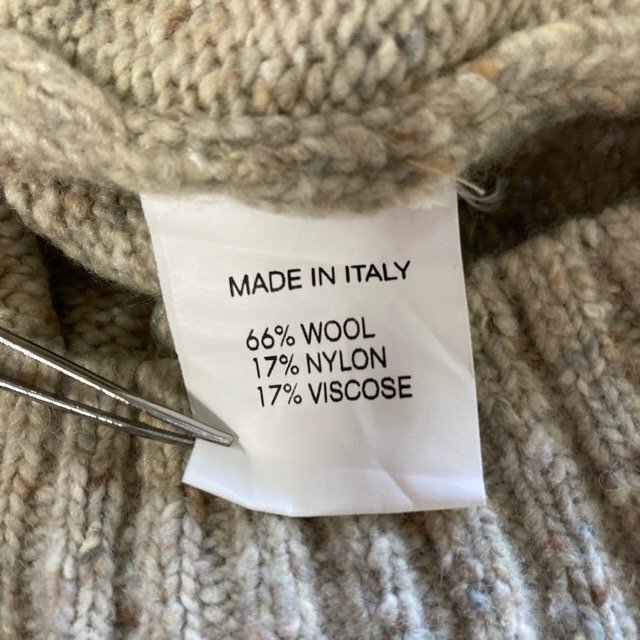 MADE IN ITALY
66% WOOL
17% NYLON
17% VISCOSE